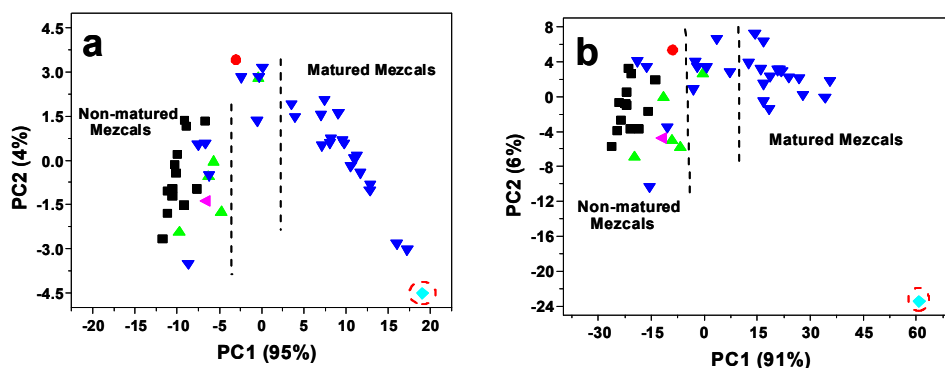 a
4.5
3.0
1.5
0.0
-1.5
-3.0
-4.5
PC2 (4%)
Non-matured
Mezcals
Matured Mezcals
-20 -15 -10 -5 0 5 10 15 20
PC1 (95%)
b
8
4
0
-4
-8
-12
-16
-20
-24
PC2 (6%)
Non-matured
Mezcals
Matured Mezcals
-30 -15 0 15 30 45 60
PC1 (91%)